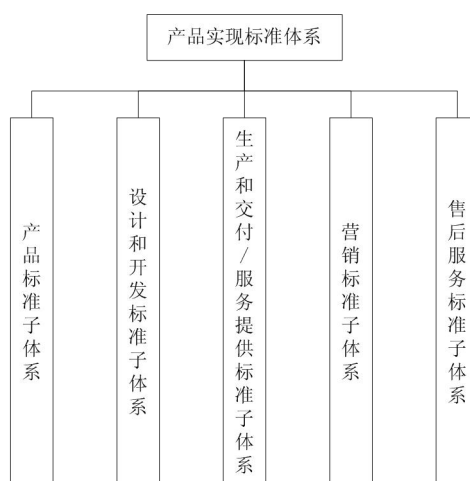 产品实现标准体系
产品标准子体系
设计和开发标准子体系
生产和交付/服务提供标准子体系
营销标准子体系
售后服务标准子体系